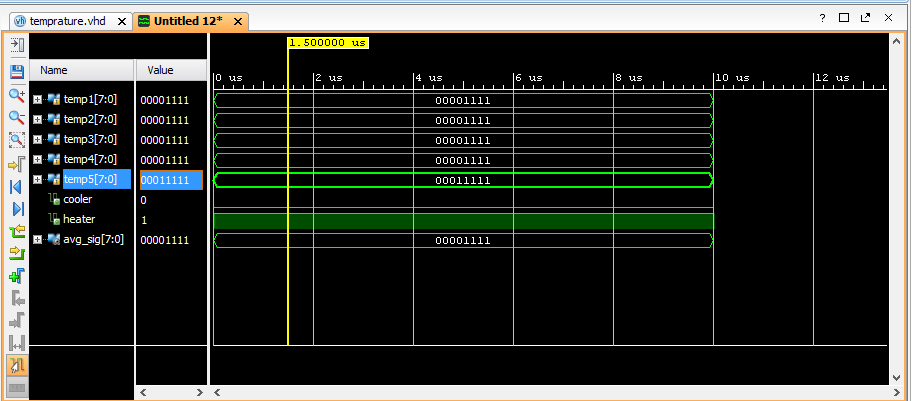 temprature.vhd Untitled 12* ?
1.500000 us
Name Value
0 us 2 us 4 us 6 us 8 us 10 us 12 us
temp1[7:0] 00001111 00001111
temp2[7:0] 00001111 00001111
temp3[7:0] 00001111 00001111
temp4[7:0] 00001111 00001111
temp5[7:0] 00011111 00011111
cooler 0
heater 1
avg_sig[7:0] 00001111 00001111